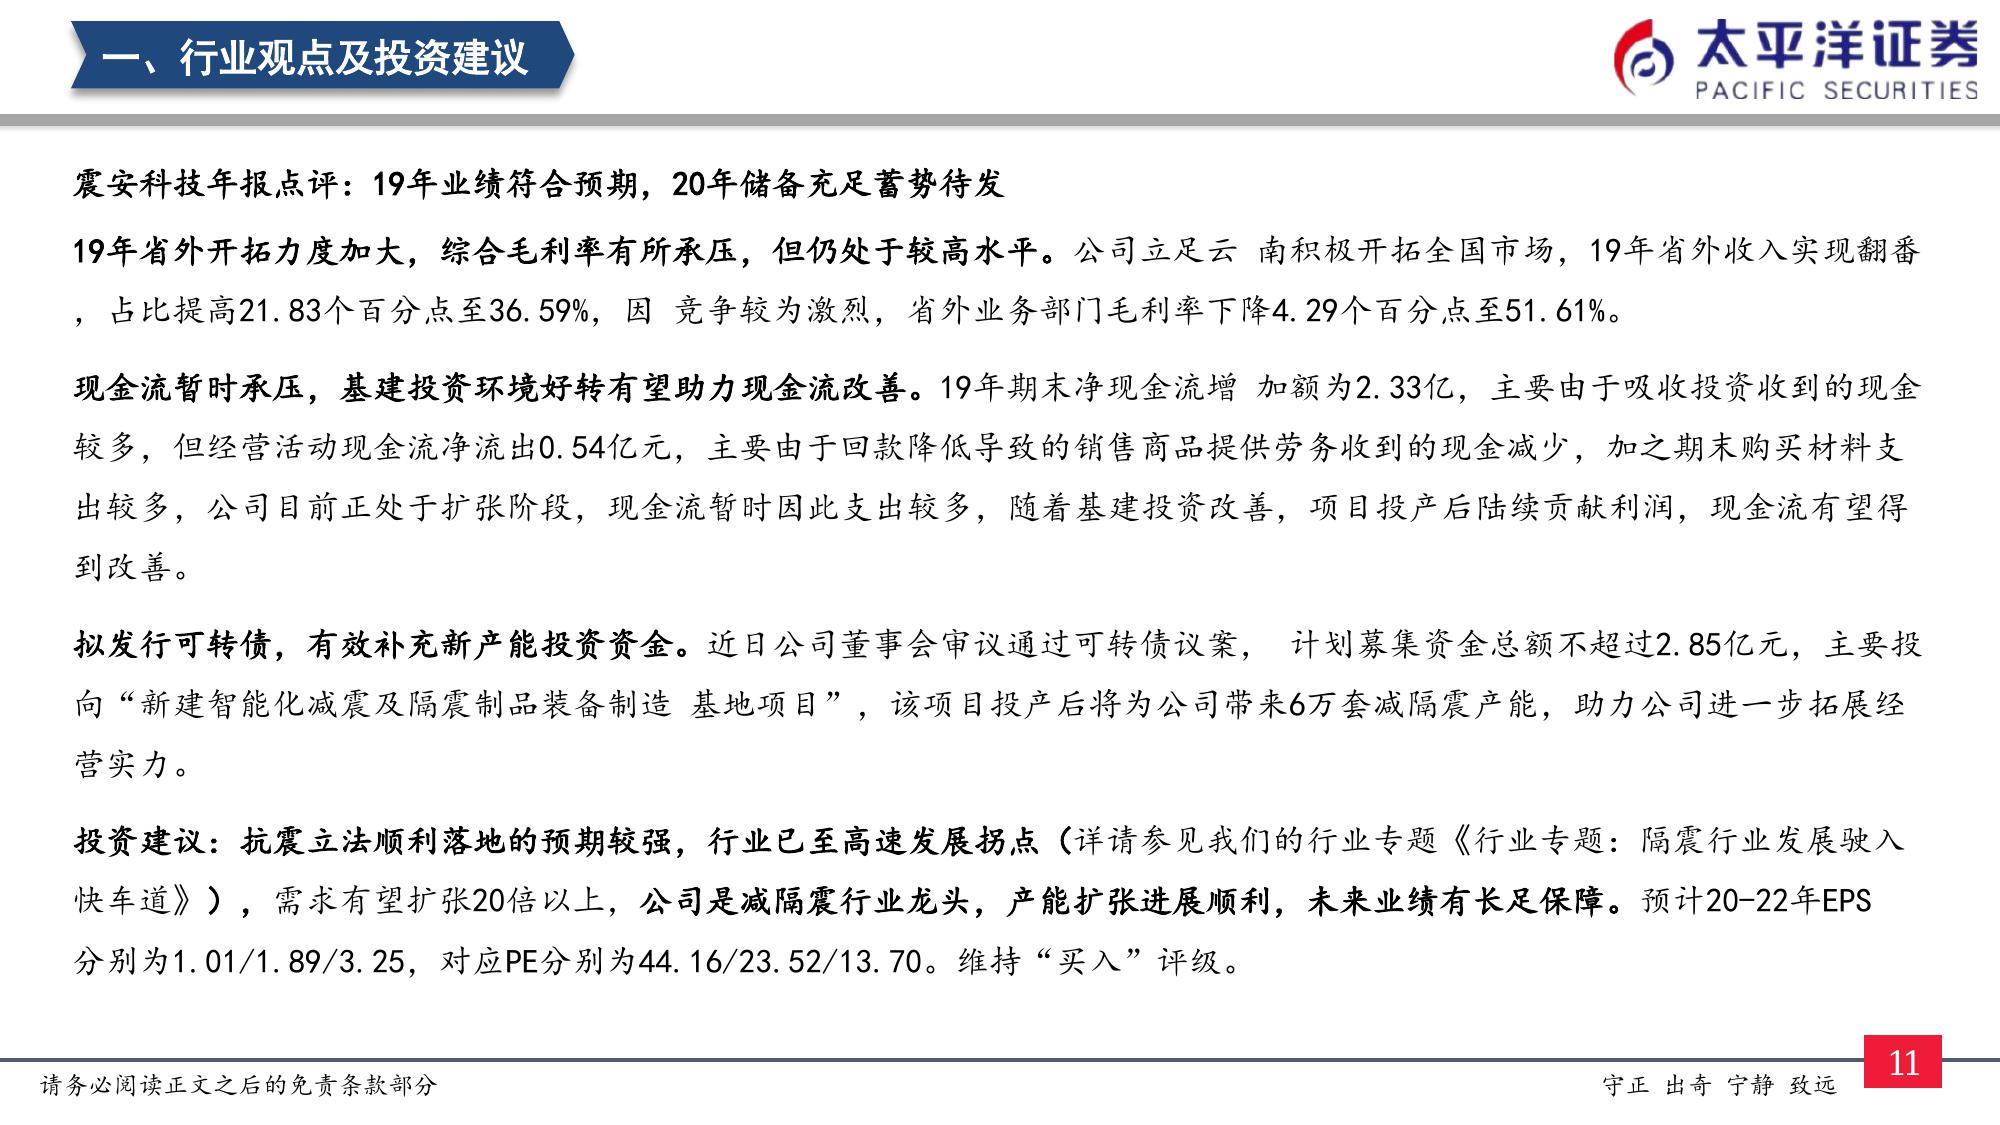 一、行业观点及投资建议
太平洋证券
PACIFIC SECURITIES
震安科技年报点评：19年业绩符合预期，20年储备充足蓄势待发
19年省外开拓力度加大，综合毛利率有所承压，但仍处于较高水平。公司立足云 南积极开拓全国市场，19年省外收入实现翻番
，占比提高21.83个百分点至36.59%，因 竞争较为激烈，省外业务部门毛利率下降4.29个百分点至51.61%。
现金流暂时承压，基建投资环境好转有望助力现金流改善。19年期末净现金流增 加额为2.33亿，主要由于吸收投资收到的现金
较多，但经营活动现金流净流出0.54亿元，主要由于回款降低导致的销售商品提供劳务收到的现金减少，加之期末购买材料支
出较多，公司目前正处于扩张阶段，现金流暂时因此支出较多，随着基建投资改善，项目投产后陆续贡献利润，现金流有望得
到改善。
拟发行可转债，有效补充新产能投资资金。近日公司董事会审议通过可转债议案， 计划募集资金总额不超过2.85亿元，主要投
向“新建智能化减震及隔震制品装备制造 基地项目”，该项目投产后将为公司带来6万套减隔震产能，助力公司进一步拓展经
营实力。
投资建议：抗震立法顺利落地的预期较强，行业已至高速发展拐点（详请参见我们的行业专题《行业专题：隔震行业发展驶入
快车道》），需求有望扩张20倍以上，公司是减隔震行业龙头，产能扩张进展顺利，未来业绩有长足保障。预计20-22年EPS
分别为1.01/1.89/3.25，对应PE分别为44.16/23.52/13.70。维持“买入”评级。
请务必阅读正文之后的免责条款部分
守正 出奇 宁静 致远
11